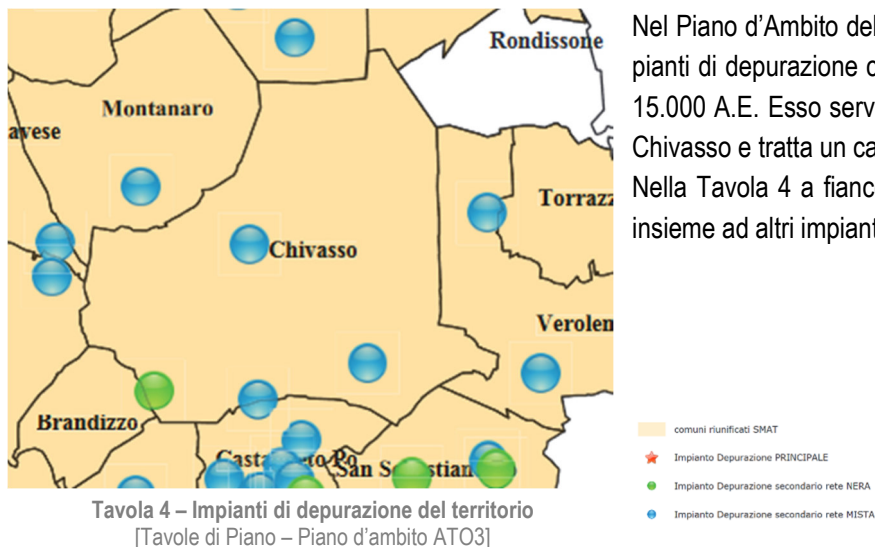 Rondissone
Montanaro
avese
Torrazz
Chivasso
Verolen
Brandizzo
San
Nel Piano d’Ambito del
pianti di depurazione
15.000 A.E. Esso serv
Chivasso e tratta un ca
Nella Tavola 4 a fianc
insieme ad altri impiant
comuni riunificati SMAT
Impianto Depurazione PRINCIPALE
Impianto Depurazione secondario rete NERA
Impianto Depurazione secondario rete MISTA
Tavola 4 – Impianti di depurazione del territorio
[Tavole di Piano – Piano d’ambito ATO3]